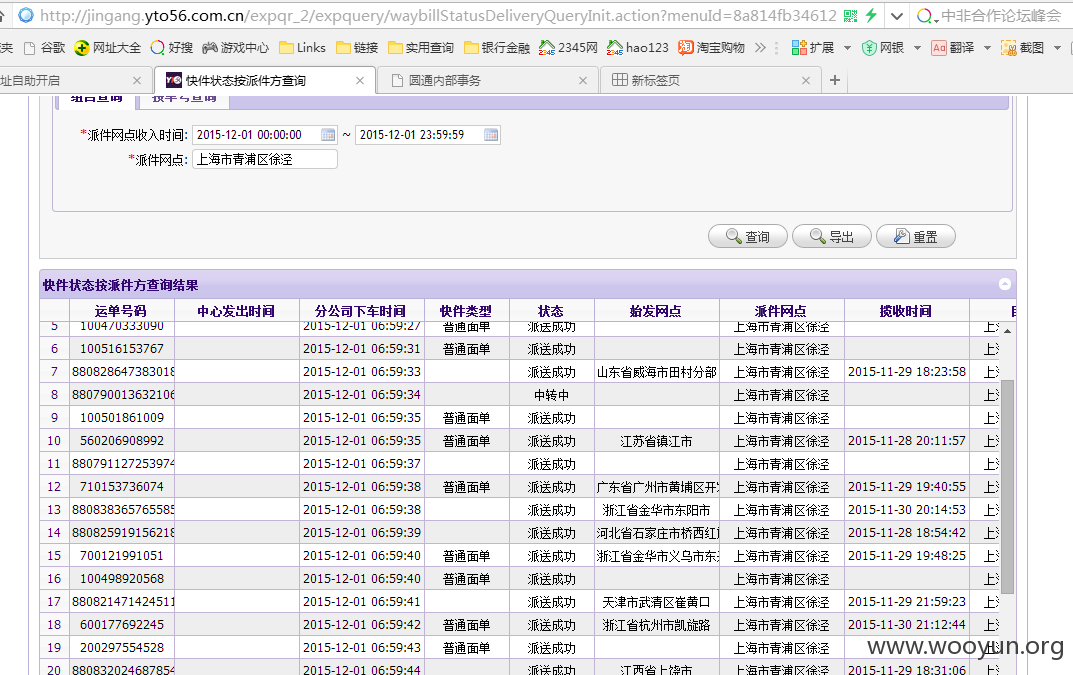 http://jingang.yto56.com.cn/expqr_2/expquery/waybillStatusDeliveryQueryInit.action?menuId=8a814fb34612 中非合作论坛峰会
夹 谷歌 网址大全 好搜 游戏中心 Links 链接 实用查询 银行金融 2345网 hao123 淘宝购物 » 扩展 网银 Aq 翻译 截图
址自助开启 快件状态按派件方查询 圆通内部事务 新标签页
组合查询 按单号查询
*派件网点收入时间: 2015-12-01 00:00:00 ~ 2015-12-01 23:59:59
*派件网点: 上海市青浦区徐泾
查询 导出 重置
快件状态按派件方查询结果
运单号码 中心发出时间 分公司下车时间 快件类型 状态 始发网点 派件网点 揽收时间
5 100470333090 2015-12-01 06:59:27 普通面单 派送成功 上海市青浦区徐泾 上海
6 100516153767 2015-12-01 06:59:31 普通面单 派送成功 上海市青浦区徐泾 上海
7 880828647383018 2015-12-01 06:59:33 派送成功 山东省威海市田村分部 上海市青浦区徐泾 2015-11-29 18:23:58 上海
8 880790013632106 2015-12-01 06:59:34 中转中 上海市青浦区徐泾 上海
9 100501861009 2015-12-01 06:59:35 普通面单 派送成功 上海市青浦区徐泾 上海
10 560206908992 2015-12-01 06:59:35 普通面单 派送成功 江苏省镇江市 上海市青浦区徐泾 2015-11-28 20:11:57 上海
11 880791127253974 2015-12-01 06:59:37 派送成功 上海市青浦区徐泾 上海
12 710153736074 2015-12-01 06:59:38 普通面单 派送成功 广东省广州市黄埔区开发 上海市青浦区徐泾 2015-11-29 19:40:55 上海
13 880838365765585 2015-12-01 06:59:38 派送成功 浙江省金华市东阳市 上海市青浦区徐泾 2015-11-30 20:14:53 上海
14 880825919156218 2015-12-01 06:59:39 派送成功 河北省石家庄市桥西红旗 上海市青浦区徐泾 2015-11-28 18:54:42 上海
15 700121991051 2015-12-01 06:59:40 普通面单 派送成功 浙江省金华市义乌市东 上海市青浦区徐泾 2015-11-29 19:48:25 上海
16 100498920568 2015-12-01 06:59:40 普通面单 派送成功 上海市青浦区徐泾 上海
17 880821471424511 2015-12-01 06:59:41 派送成功 天津市武清区崔黄口 上海市青浦区徐泾 2015-11-29 21:59:23 上海
18 600177692245 2015-12-01 06:59:42 普通面单 派送成功 浙江省杭州市凯旋路 上海市青浦区徐泾 2015-11-30 21:12:44 上海
19 200297554528 2015-12-01 06:59:43 普通面单 派送成功 上海市青浦区徐泾 上海
20 880832024687854 2015-12-01 06:59:44 派送成功 江西省上饶市 上海市青浦区徐泾 2015-11-29 18:31:06 上海
www.wooyun.org